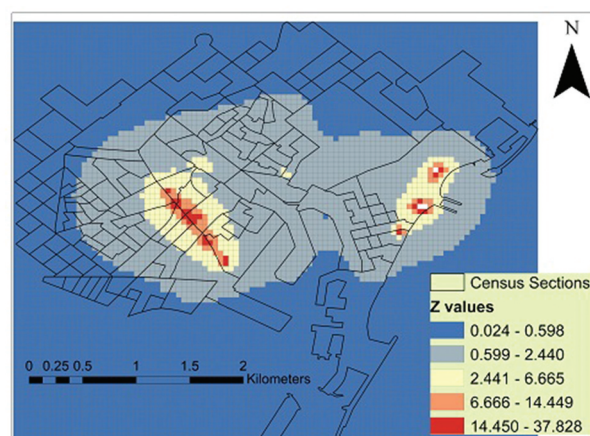 N
Census Sections
Z values
0.024 - 0.598
0.599 - 2.440
2.441 - 6.665
6.666 - 14.449
14.450 - 37.828
0 0.25 0.5 1 1.5 2
Kilometers